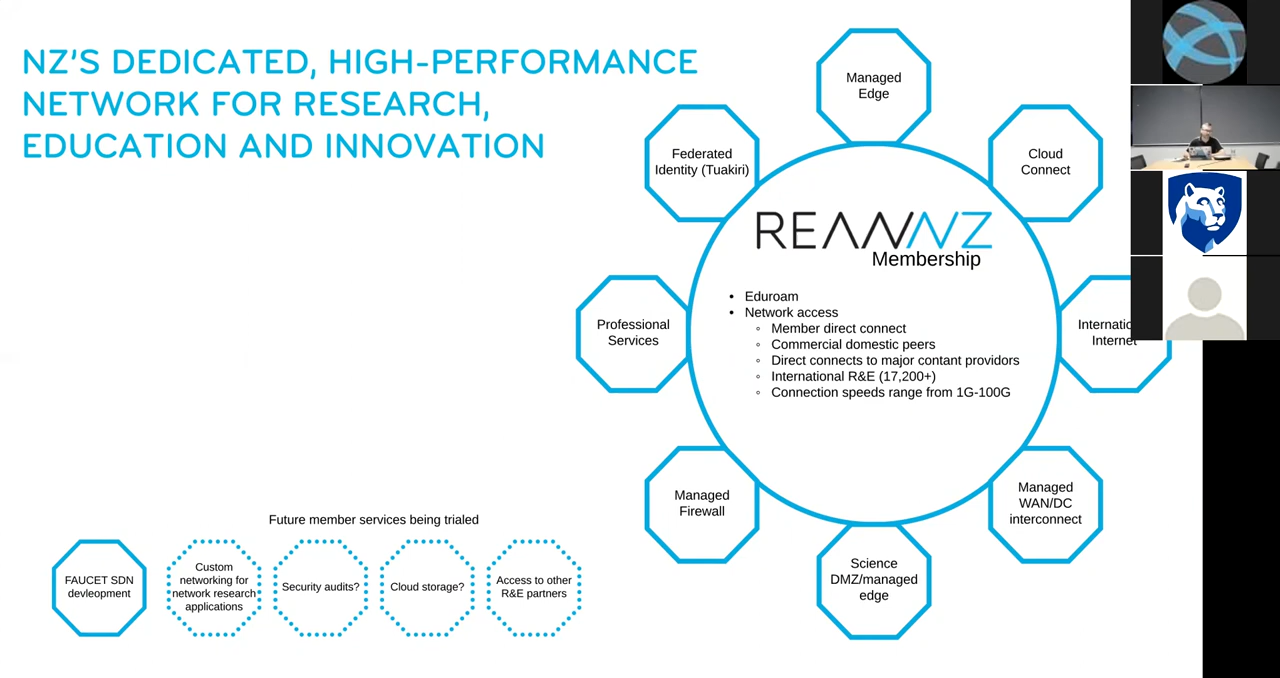 NZ'S DEDICATED, HIGH-PERFORMANCE
NETWORK FOR RESEARCH,
EDUCATION AND INNOVATION
Managed
Edge
Federated
Identity (Tuakiri)
Cloud
Connect
REANNZ
Membership
• Eduroam
• Network access
◦ Member direct connect
◦ Commercial domestic peers
◦ Direct connects to major contant providors
◦ International R&E (17,200+)
◦ Connection speeds range from 1G-100G
Professional
Services
Internatio
Internet
Managed
Firewall
Managed
WAN/DC
interconnect
Science
DMZ/managed
edge
Future member services being trialed
FAUCET SDN
devleopment
Custom
networking for
network research
applications
Security audits?
Cloud storage?
Access to other
R&E partners